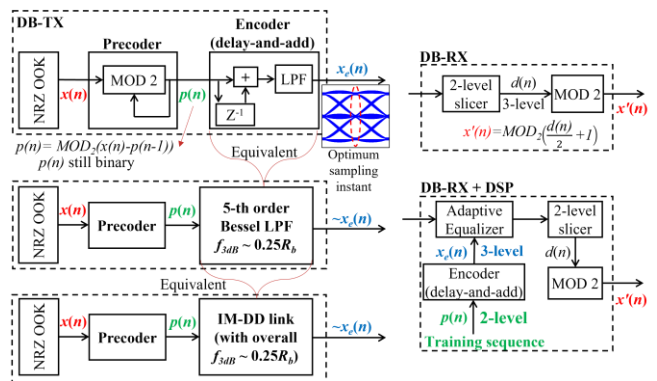 DB-TX
NRZ OOK
x(n)
Precoder
MOD 2
p(n)
Encoder
(delay-and-add)
+
LPF
Z-1
xe(n)
p(n)= MOD2(x(n)-p(n-1))
p(n) still binary
Equivalent
Optimum
sampling
instant
NRZ OOK
x(n)
Precoder
p(n)
5-th order
Bessel LPF
f3dB ~ 0.25Rb
~xe(n)
Equivalent
NRZ OOK
x(n)
Precoder
p(n)
IM-DD link
(with overall
f3dB ~ 0.25Rb)
~xe(n)
DB-RX
2-level
slicer
d(n)
3-level
MOD 2
x'(n)
x'(n)=MOD2(d(n)/2+1)
DB-RX + DSP
Adaptive
Equalizer
2-level
slicer
xe(n) 3-level
d(n)
Encoder
(delay-and-add)
MOD 2
x'(n)
p(n) 2-level
Training sequence